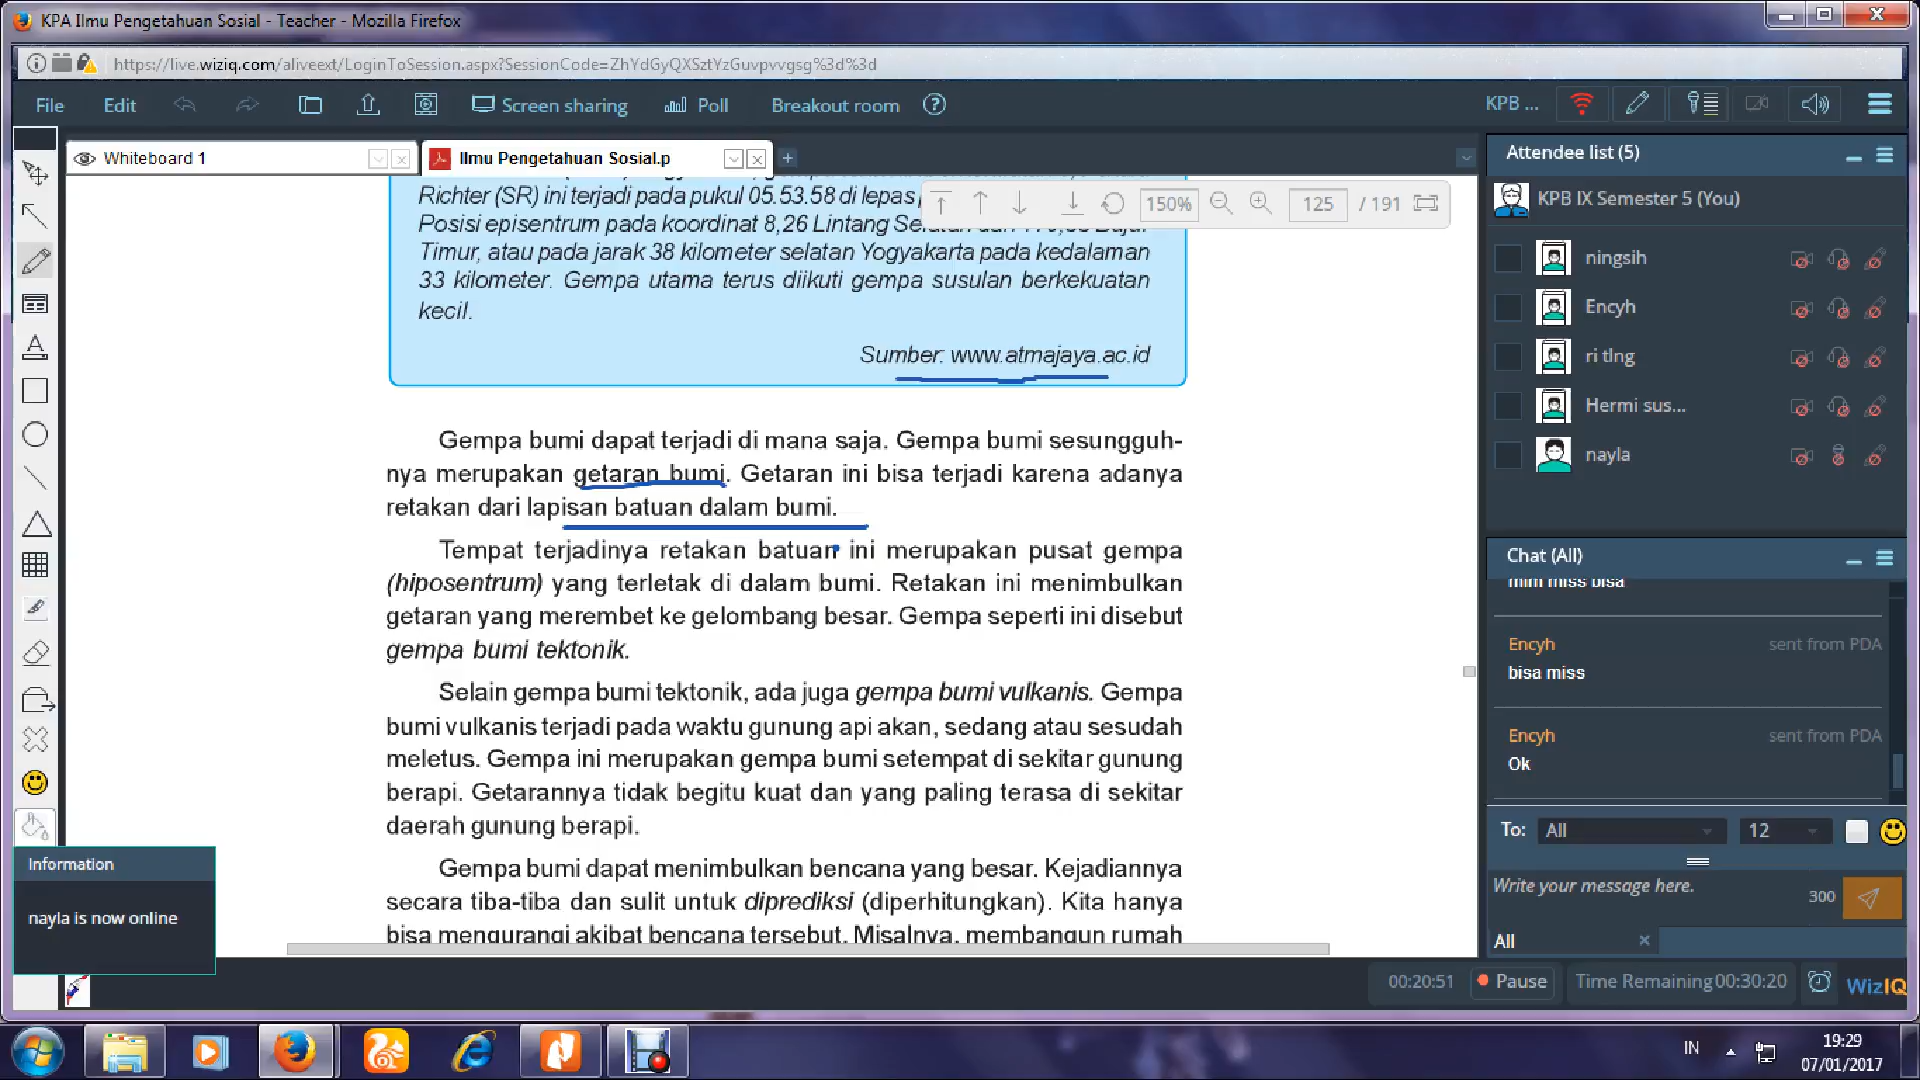 KPA Ilmu Pengetahuan Sosial - Teacher - Mozilla Firefox
https://live.wiziq.com/aliveext/LoginToSession.aspx?SessionCode=ZhYdGyQXSztYzGuvpvvgsg%3d%3d
File Edit Screen sharing Poll Breakout room KPB ...
Whiteboard 1
Ilmu Pengetahuan Sosial.p
150% 125 / 191
Richter (SR) ini terjadi pada pukul 05.53.58 di lepas
Posisi episentrum pada koordinat 8,26 Lintang
Timur, atau pada jarak 38 kilometer selatan Yogyakarta pada kedalaman
33 kilometer. Gempa utama terus diikuti gempa susulan berkekuatan
kecil.
Sumber: www.atmajaya.ac.id
Gempa bumi dapat terjadi di mana saja. Gempa bumi sesungguh-
nya merupakan getaran bumi. Getaran ini bisa terjadi karena adanya
retakan dari lapisan batuan dalam bumi.
Tempat terjadinya retakan batuan ini merupakan pusat gempa
(hiposentrum) yang terletak di dalam bumi. Retakan ini menimbulkan
getaran yang merembet ke gelombang besar. Gempa seperti ini disebut
gempa bumi tektonik.
Selain gempa bumi tektonik, ada juga gempa bumi vulkanis. Gempa
bumi vulkanis terjadi pada waktu gunung api akan, sedang atau sesudah
meletus. Gempa ini merupakan gempa bumi setempat di sekitar gunung
berapi. Getarannya tidak begitu kuat dan yang paling terasa di sekitar
daerah gunung berapi.
Gempa bumi dapat menimbulkan bencana yang besar. Kejadiannya
secara tiba-tiba dan sulit untuk diprediksi (diperhitungkan). Kita hanya
bisa mengurangi akibat bencana tersebut. Misalnya, membangun rumah
Information
nayla is now online
Attendee list (5)
KPB IX Semester 5 (You)
ningsih
Encyh
ri tlng
Hermi sus...
nayla
Chat (All)
mim miss bisa
Encyh sent from PDA
bisa miss
Encyh sent from PDA
Ok
To: All 12
Write your message here.
300
All
00:20:51 Pause Time Remaining 00:30:20 WizIQ
IN
19:29
07/01/2017